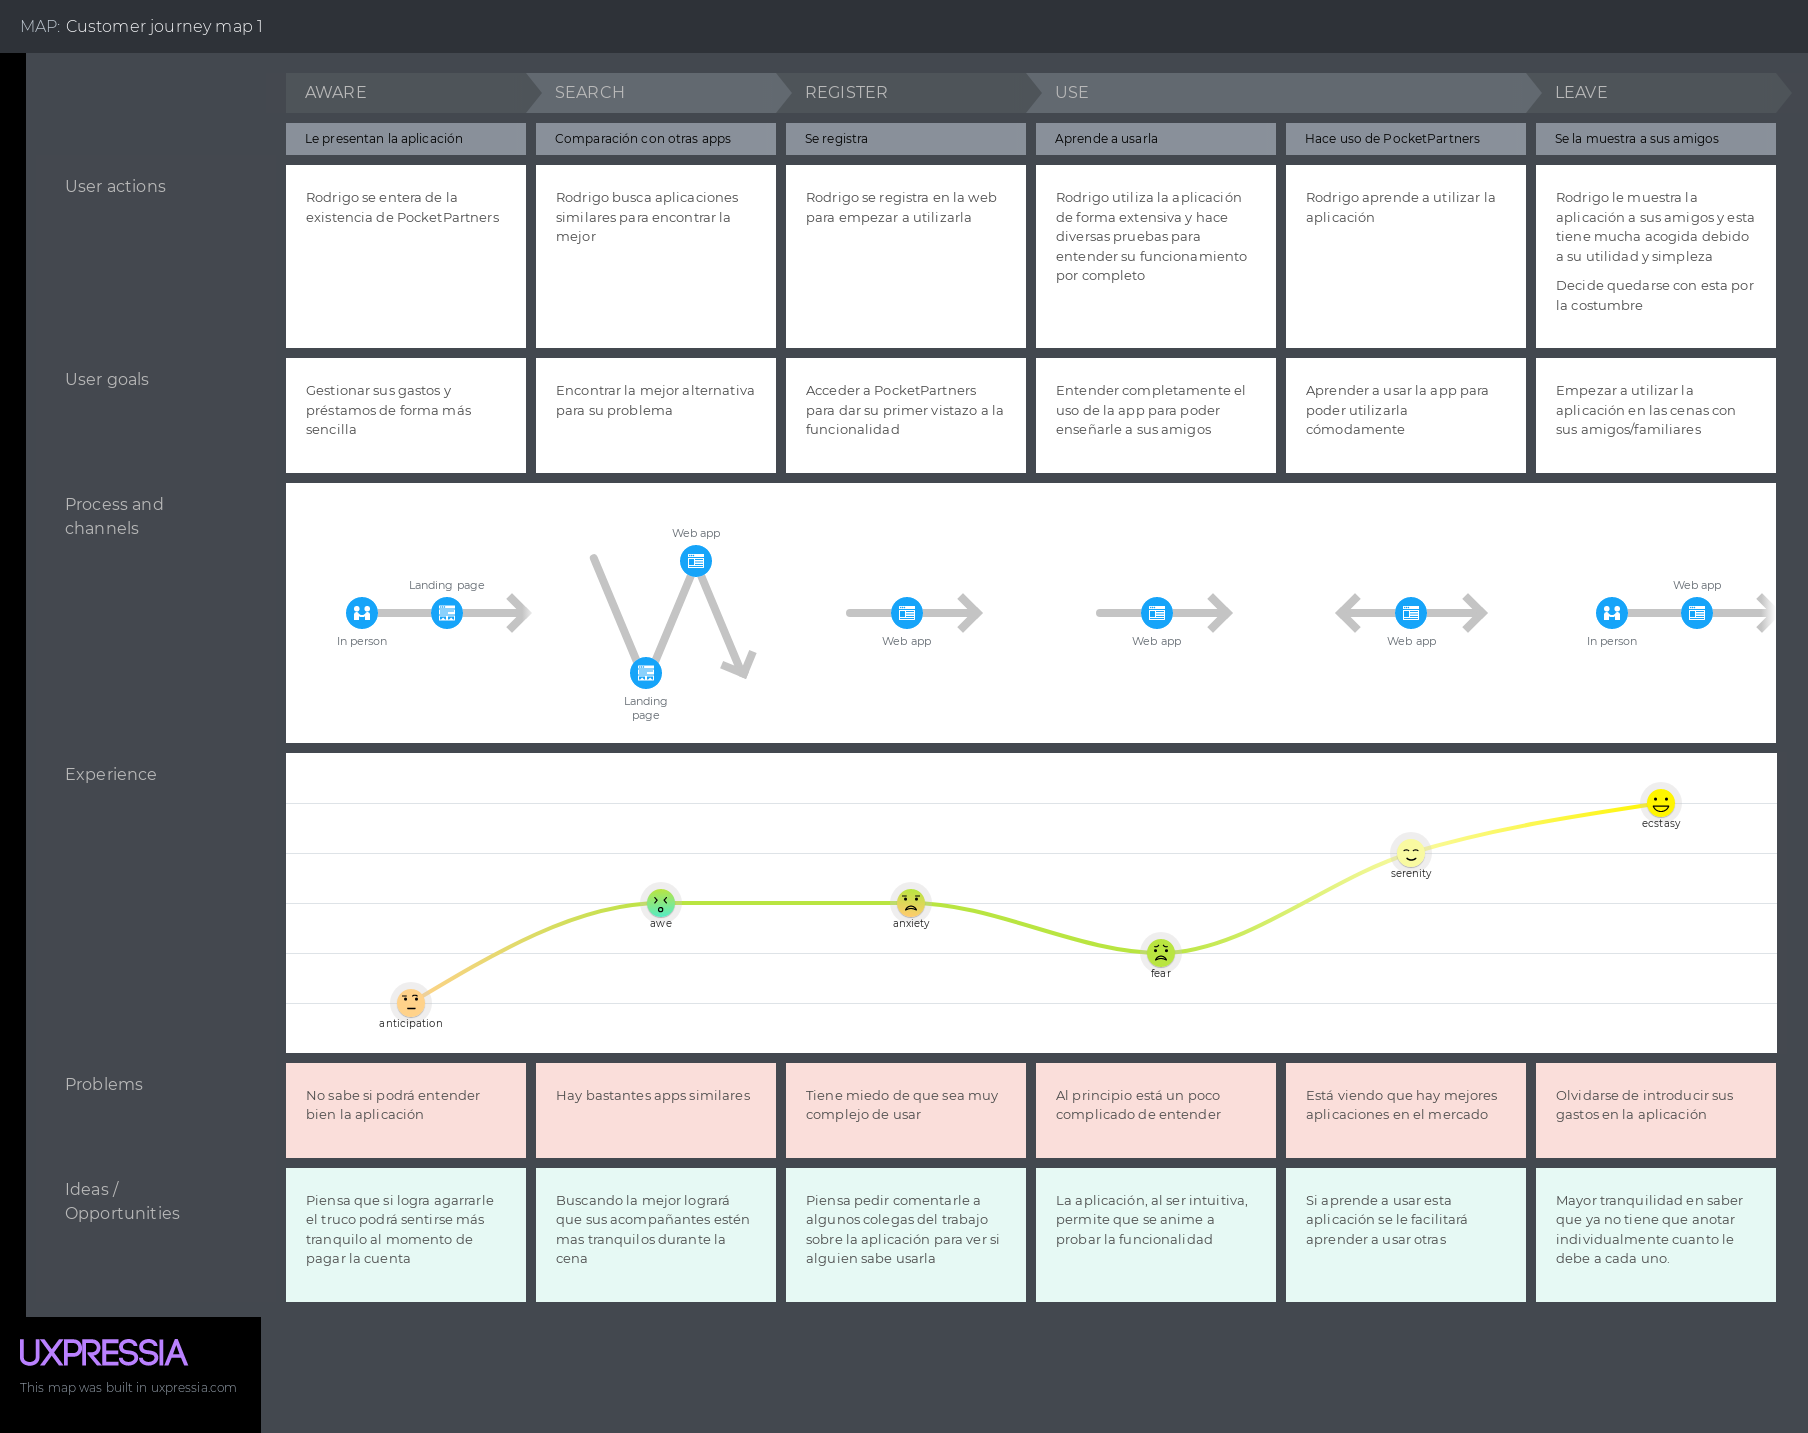 MAP: Customer journey map 1
AWARE
SEARCH
REGISTER
USE
LEAVE
Le presentan la aplicación
Comparación con otras apps
Se registra
Aprende a usarla
Hace uso de PocketPartners
Se la muestra a sus amigos
User actions
Rodrigo se entera de la
existencia de PocketPartners
Rodrigo busca aplicaciones
similares para encontrar la
mejor
Rodrigo se registra en la web
para empezar a utilizarla
Rodrigo utiliza la aplicación
de forma extensiva y hace
diversas pruebas para
entender su funcionamiento
por completo
Rodrigo aprende a utilizar la
aplicación
Rodrigo le muestra la
aplicación a sus amigos y esta
tiene mucha acogida debido
a su utilidad y simpleza
Decide quedarse con esta por
la costumbre
User goals
Gestionar sus gastos y
préstamos de forma más
sencilla
Encontrar la mejor alternativa
para su problema
Acceder a PocketPartners
para dar su primer vistazo a la
funcionalidad
Entender completamente el
uso de la app para poder
enseñarle a sus amigos
Aprender a usar la app para
poder utilizarla
cómodamente
Empezar a utilizar la
aplicación en las cenas con
sus amigos/familiares
Process and
channels
In person
Landing page
Landing
page
Web app
Web app
Web app
Web app
In person
Web app
Experience
anticipation
awe
anxiety
fear
serenity
ecstasy
Problems
No sabe si podrá entender
bien la aplicación
Hay bastantes apps similares
Tiene miedo de que sea muy
complejo de usar
Al principio está un poco
complicado de entender
Está viendo que hay mejores
aplicaciones en el mercado
Olvidarse de introducir sus
gastos en la aplicación
Ideas /
Opportunities
Piensa que si logra agarrarle
el truco podrá sentirse más
tranquilo al momento de
pagar la cuenta
Buscando la mejor logrará
que sus acompañantes estén
mas tranquilos durante la
cena
Piensa pedir comentarle a
algunos colegas del trabajo
sobre la aplicación para ver si
alguien sabe usarla
La aplicación, al ser intuitiva,
permite que se anime a
probar la funcionalidad
Si aprende a usar esta
aplicación se le facilitará
aprender a usar otras
Mayor tranquilidad en saber
que ya no tiene que anotar
individualmente cuanto le
debe a cada uno.
UXPRESSIA
This map was built in uxpressia.com